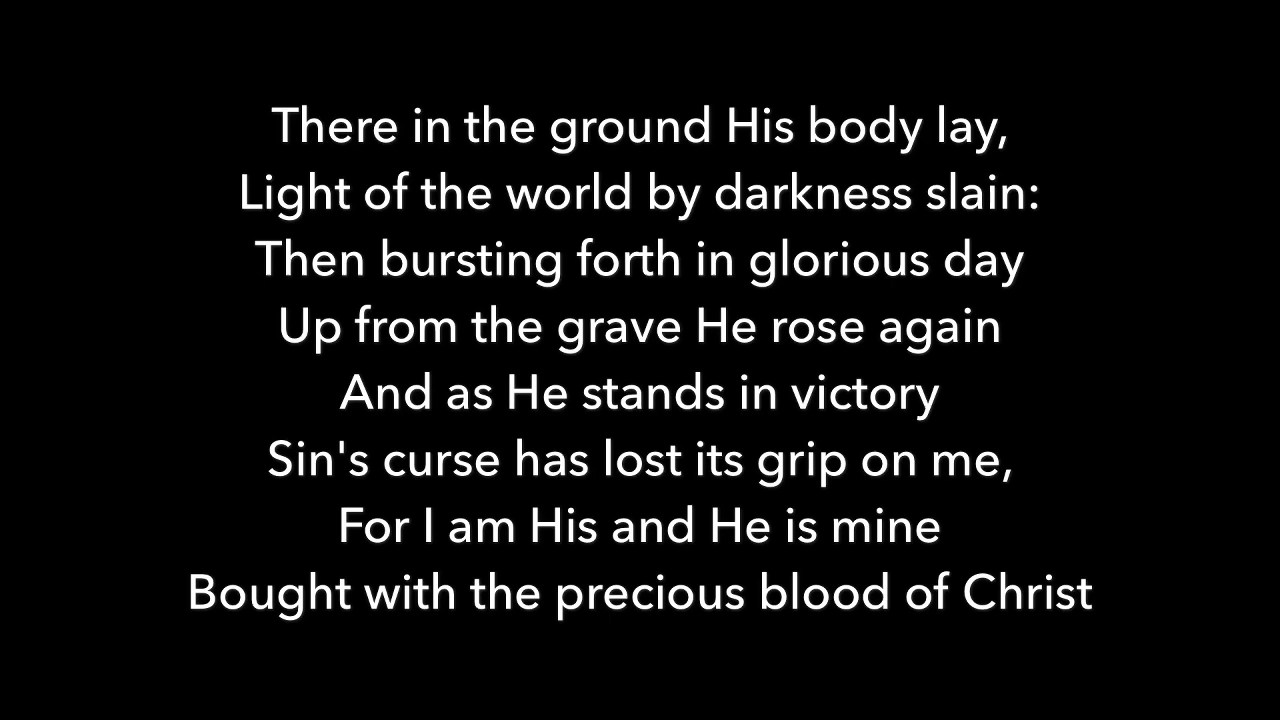 There in the ground His body lay,
Light of the world by darkness slain:
Then bursting forth in glorious day
Up from the grave He rose again
And as He stands in victory
Sin's curse has lost its grip on me,
For I am His and He is mine
Bought with the precious blood of Christ